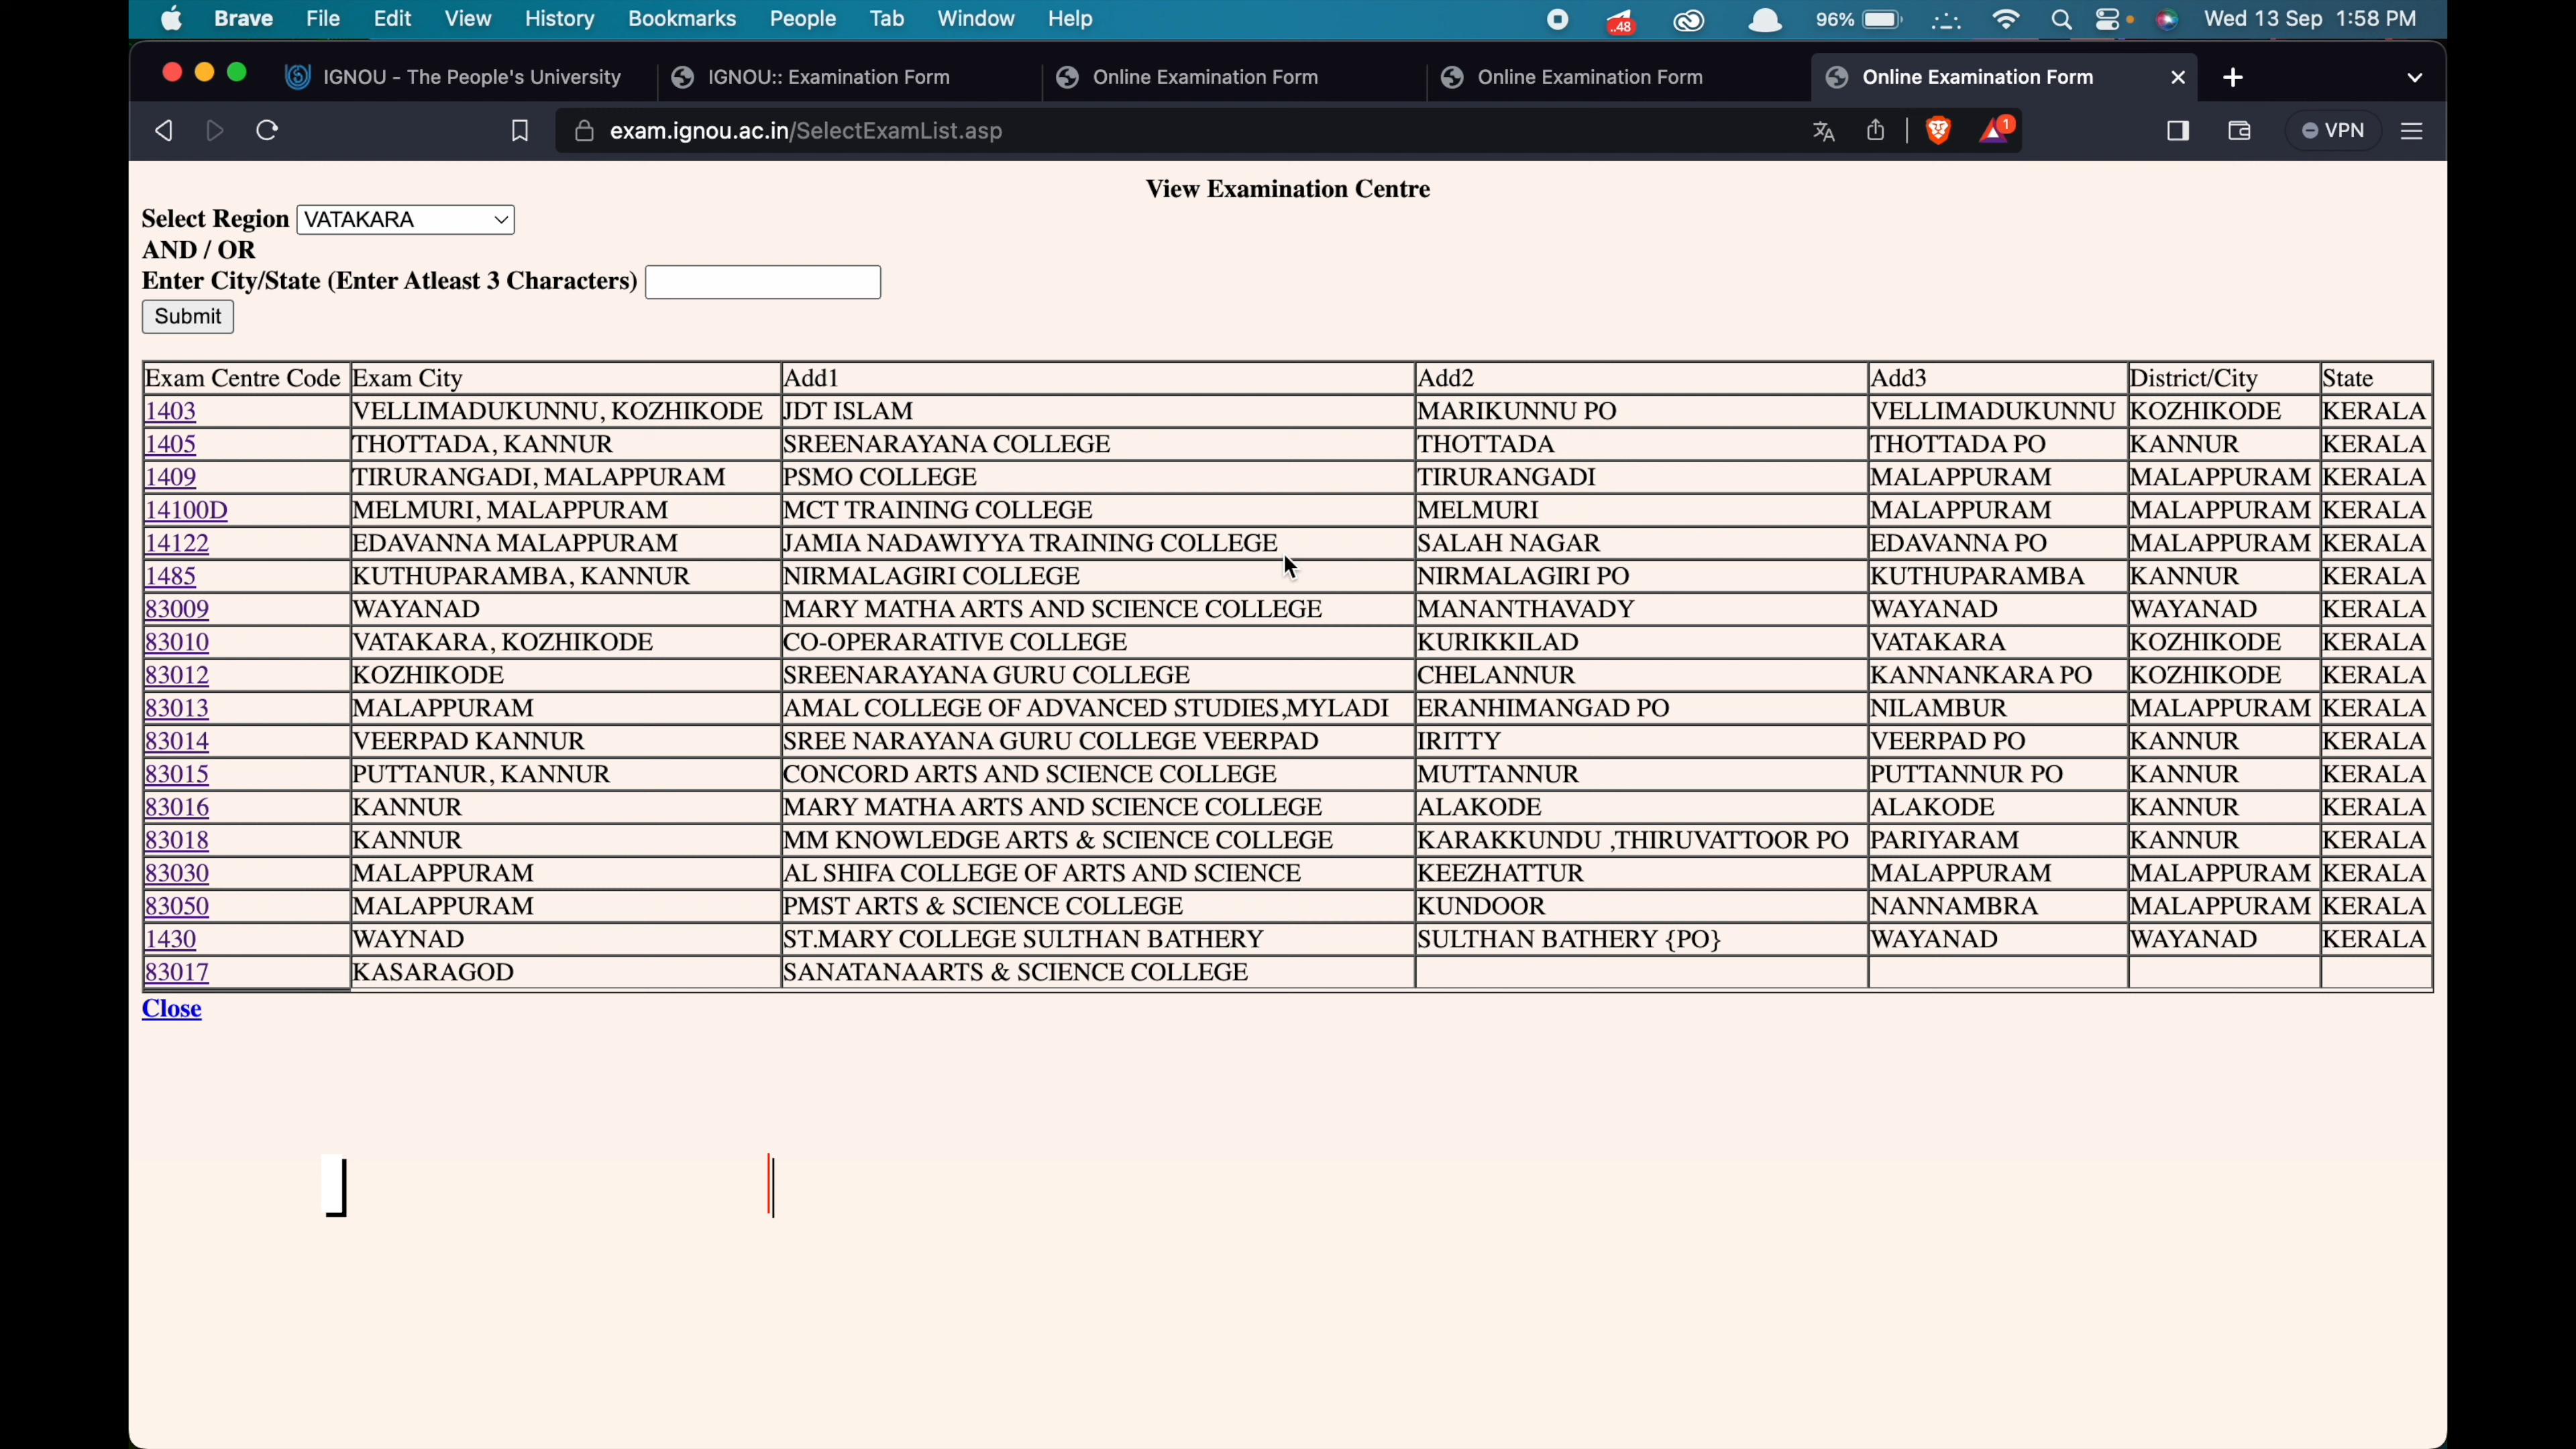 Brave File Edit View History Bookmarks People Tab Window Help ..48 96% Wed 13 Sep 1:58 PM
IGNOU - The People's University IGNOU:: Examination Form Online Examination Form Online Examination Form Online Examination Form
exam.ignou.ac.in/SelectExamList.asp 1 VPN
View Examination Centre
Select Region VATAKARA
AND / OR
Enter City/State (Enter Atleast 3 Characters)
Submit
Exam Centre Code Exam City Add1 Add2 Add3 District/City State
1403 VELLIMADUKUNNU, KOZHIKODE JDT ISLAM MARIKUNNU PO VELLIMADUKUNNU KOZHIKODE KERALA
1405 THOTTADA, KANNUR SREENARAYANA COLLEGE THOTTADA THOTTADA PO KANNUR KERALA
1409 TIRURANGADI, MALAPPURAM PSMO COLLEGE TIRURANGADI MALAPPURAM MALAPPURAM KERALA
14100D MELMURI, MALAPPURAM MCT TRAINING COLLEGE MELMURI MALAPPURAM MALAPPURAM KERALA
14122 EDAVANNA MALAPPURAM JAMIA NADAWIYYA TRAINING COLLEGE SALAH NAGAR EDAVANNA PO MALAPPURAM KERALA
1485 KUTHUPARAMBA, KANNUR NIRMALAGIRI COLLEGE NIRMALAGIRI PO KUTHUPARAMBA KANNUR KERALA
83009 WAYANAD MARY MATHA ARTS AND SCIENCE COLLEGE MANANTHAVADY WAYANAD WAYANAD KERALA
83010 VATAKARA, KOZHIKODE CO-OPERARATIVE COLLEGE KURIKKILAD VATAKARA KOZHIKODE KERALA
83012 KOZHIKODE SREENARAYANA GURU COLLEGE CHELANNUR KANNANKARA PO KOZHIKODE KERALA
83013 MALAPPURAM AMAL COLLEGE OF ADVANCED STUDIES,MYLADI ERANHIMANGAD PO NILAMBUR MALAPPURAM KERALA
83014 VEERPAD KANNUR SREE NARAYANA GURU COLLEGE VEERPAD IRITTY VEERPAD PO KANNUR KERALA
83015 PUTTANUR, KANNUR CONCORD ARTS AND SCIENCE COLLEGE MUTTANNUR PUTTANNUR PO KANNUR KERALA
83016 KANNUR MARY MATHA ARTS AND SCIENCE COLLEGE ALAKODE ALAKODE KANNUR KERALA
83018 KANNUR MM KNOWLEDGE ARTS & SCIENCE COLLEGE KARAKKUNDU ,THIRUVATTOOR PO PARIYARAM KANNUR KERALA
83030 MALAPPURAM AL SHIFA COLLEGE OF ARTS AND SCIENCE KEEZHATTUR MALAPPURAM MALAPPURAM KERALA
83050 MALAPPURAM PMST ARTS & SCIENCE COLLEGE KUNDOOR NANNAMBRA MALAPPURAM KERALA
1430 WAYNAD ST.MARY COLLEGE SULTHAN BATHERY SULTHAN BATHERY {PO} WAYANAD WAYANAD KERALA
83017 KASARAGOD SANATANAARTS & SCIENCE COLLEGE
Close